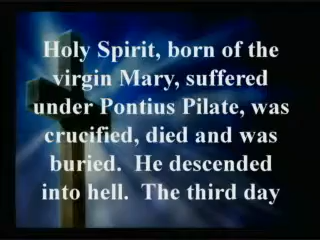 Holy Spirit, born of the
virgin Mary, suffered
under Pontius Pilate, was
crucified, died and was
buried.  He descended
into hell.  The third day